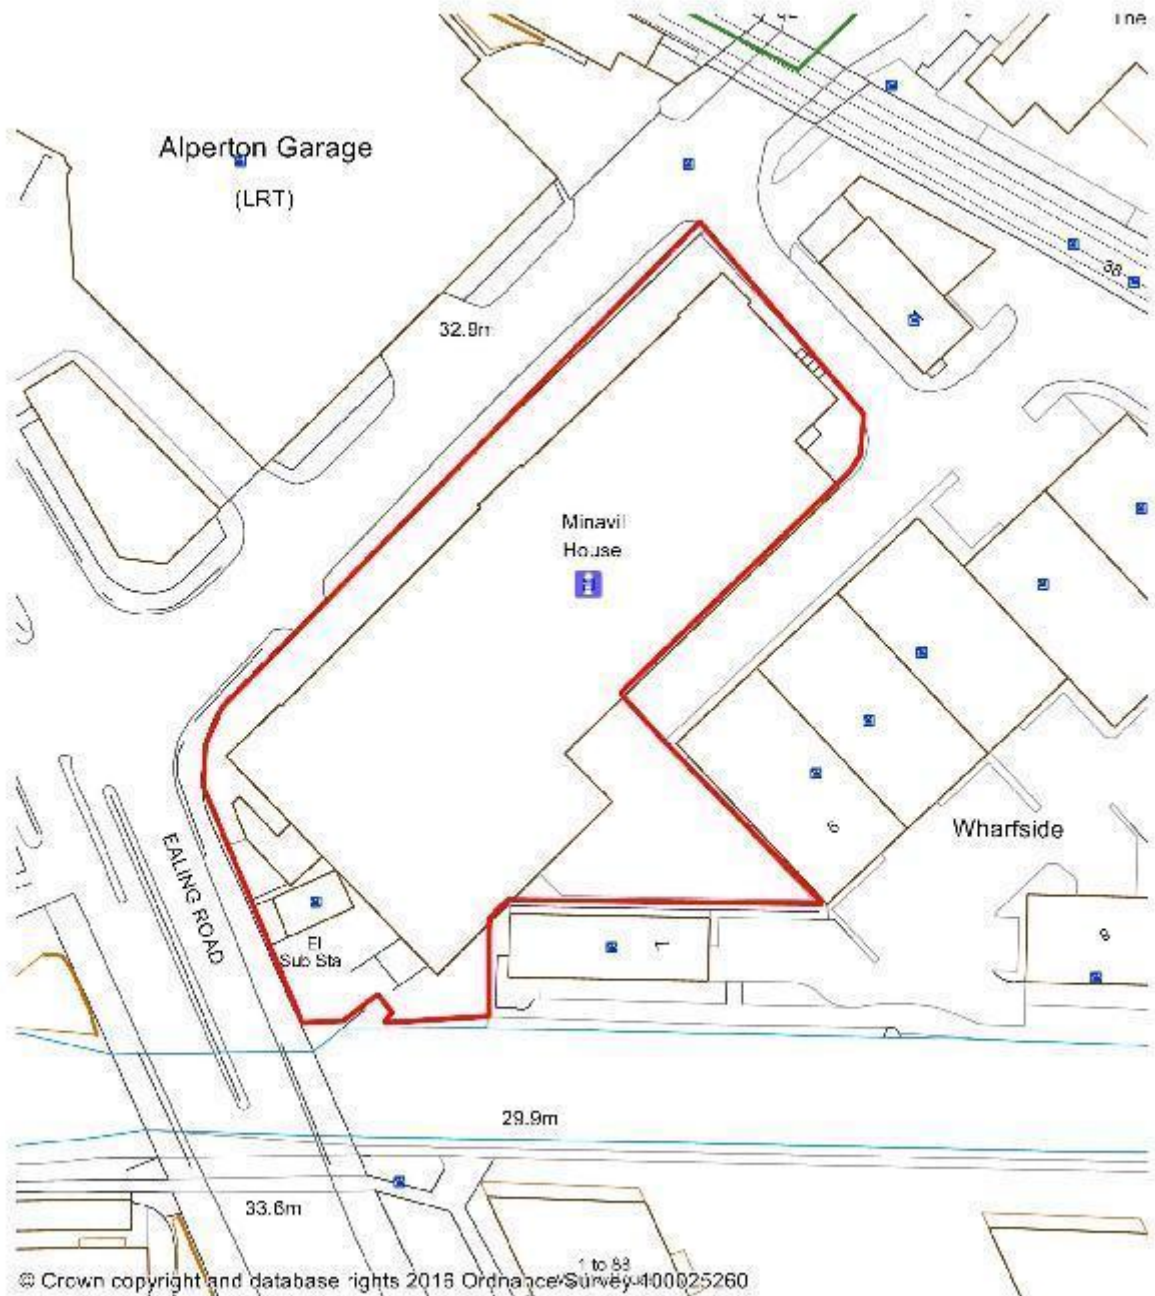 Alperton Garage
(LRT)
32.9m
38
Minavil
House
EALING ROAD
El
Sub Sta
6
Wharfside
1
8
29.9m
33.6m
1 to 83
© Crown copyright and database rights 2016 Ordnance Survey 100025260